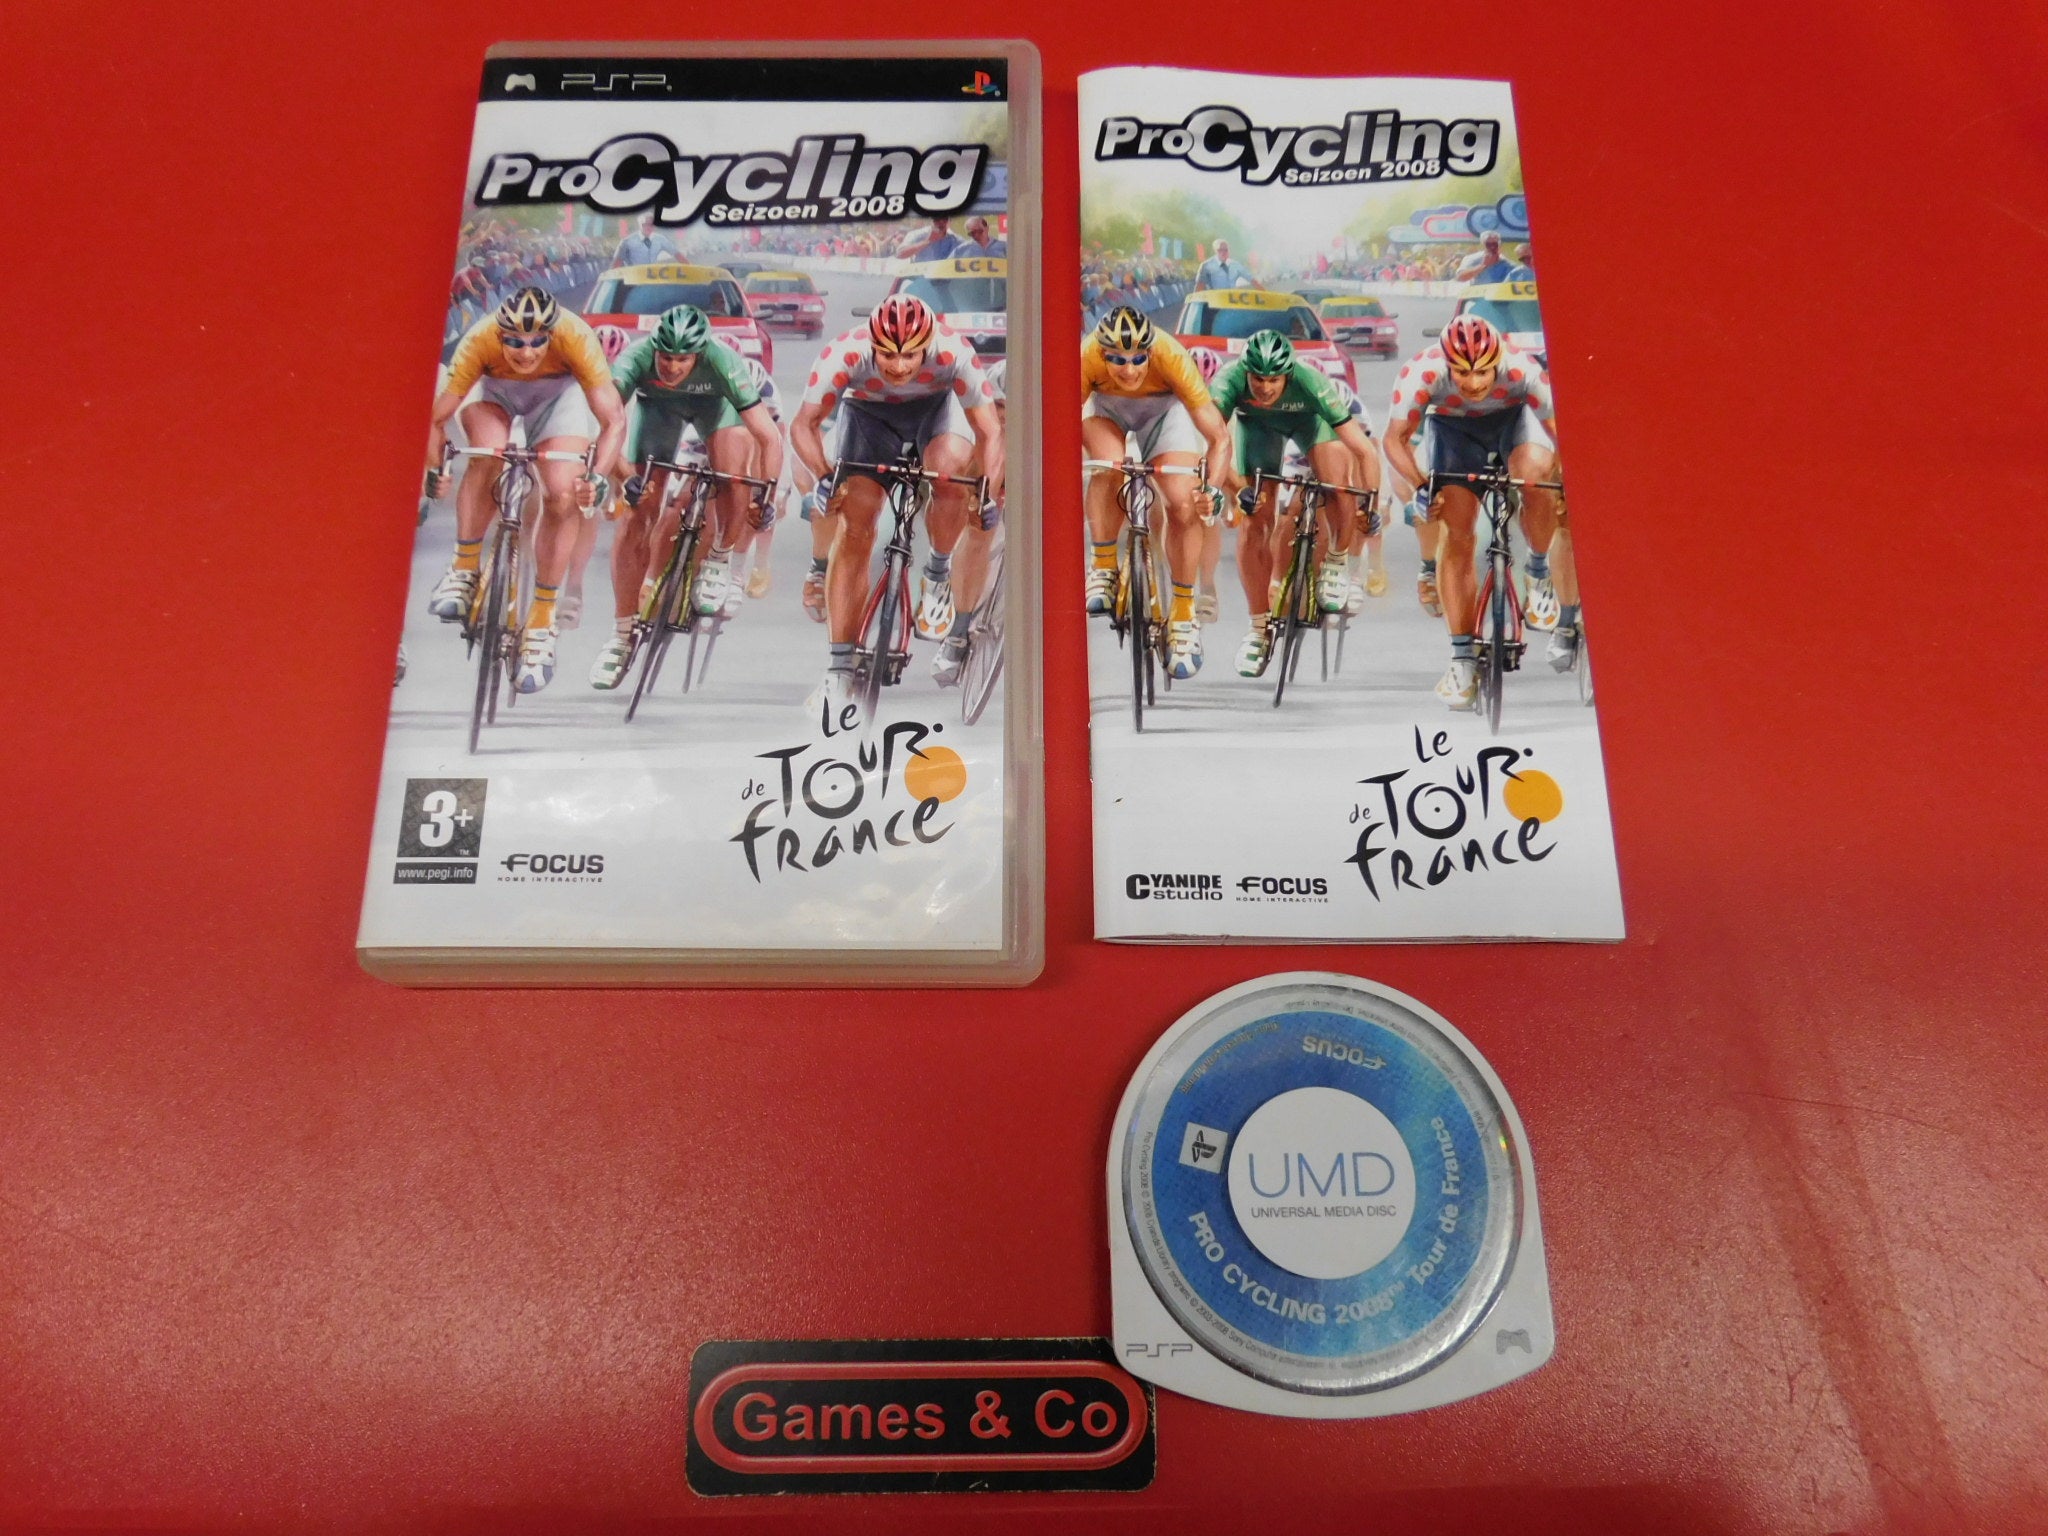 PSP
ProCycling
Seizoen 2008
LCL
LCL
PMU
Le
de TOUR
france
3+
www.pegi.info
FOCUS
HOME INTERACTIVE
ProCycling
Seizoen 2008
LCL
LC
PMU
Le
de TOUR
france
CYANIDE
studio
FOCUS
HOME INTERACTIVE
FOCUS
UMD
UNIVERSAL MEDIA DISC
PRO CYCLING 2008™ Tour de France
PSP
Games & Co